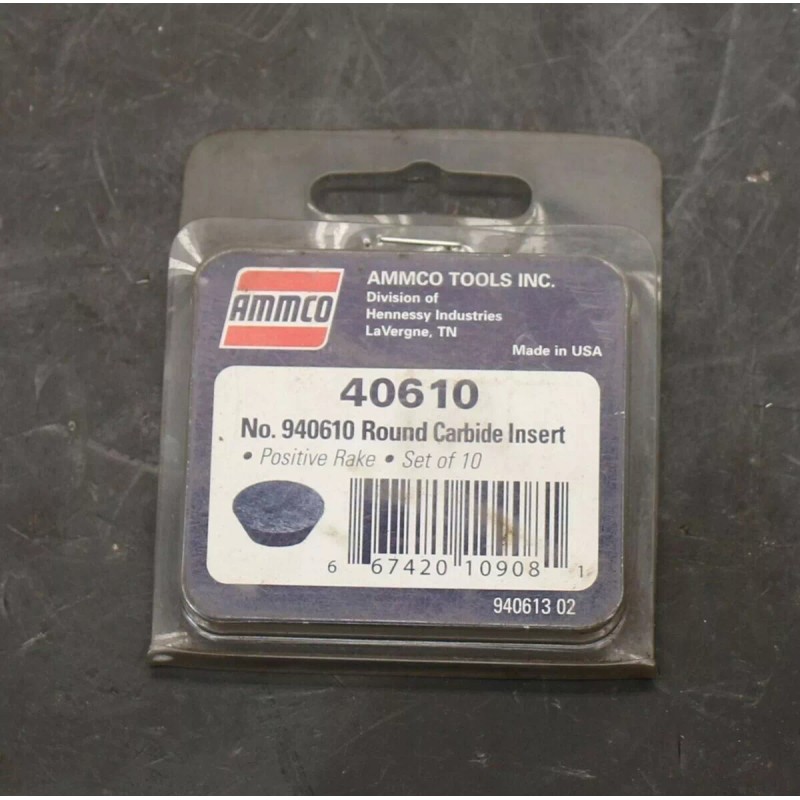 AMMCO
AMMCO TOOLS INC.
Division of
Hennessy Industries
LaVergne, TN
Made in USA
40610
No. 940610 Round Carbide Insert
• Positive Rake • Set of 10
6 67420 10908 1
940613 02